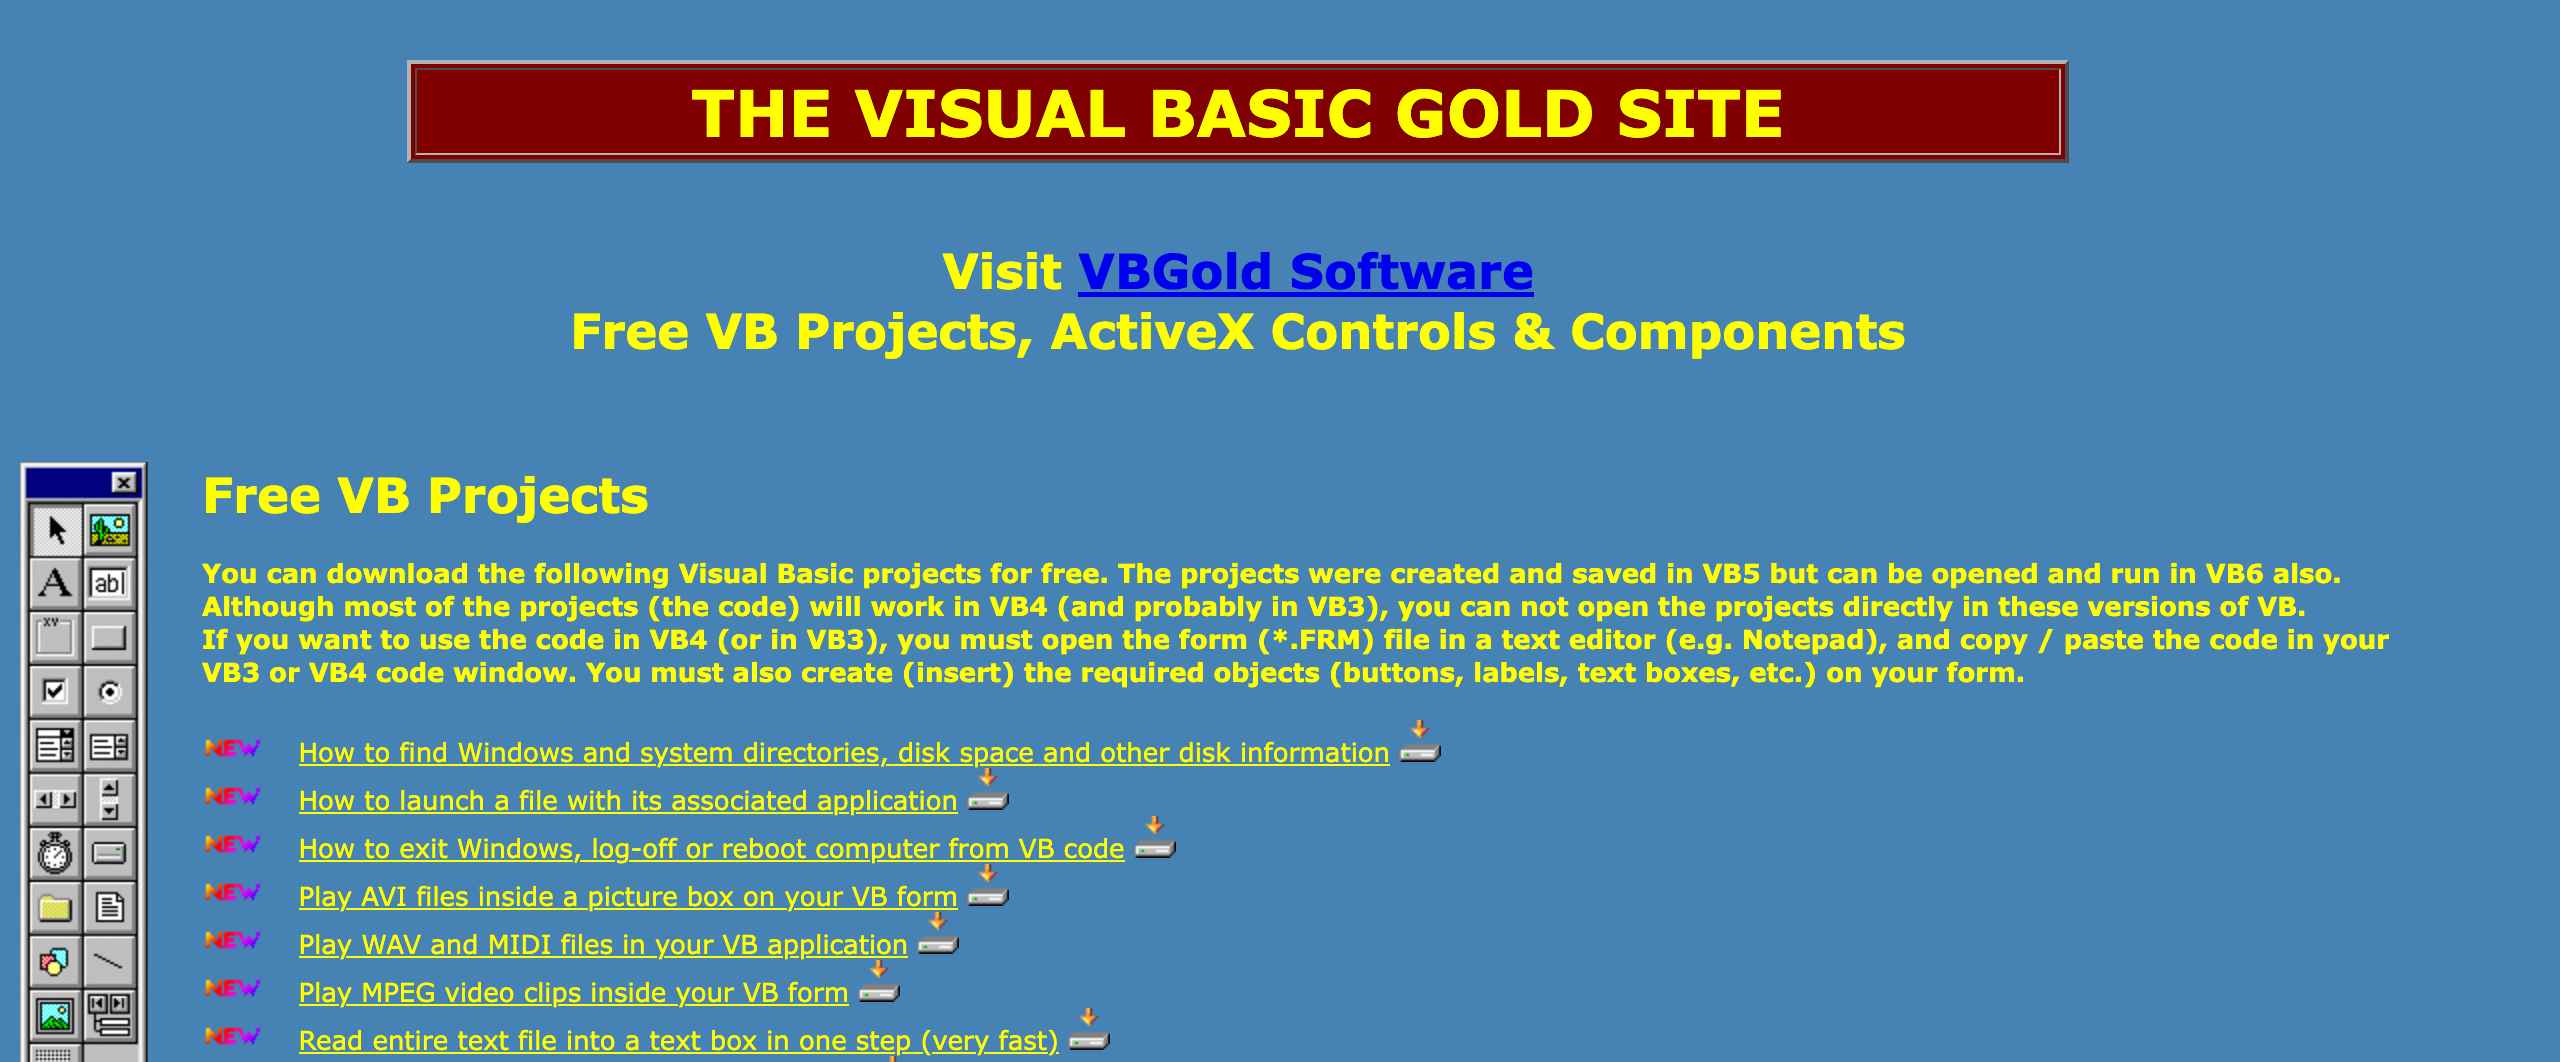 THE VISUAL BASIC GOLD SITE
Visit VBGold Software
Free VB Projects, ActiveX Controls & Components
Free VB Projects
You can download the following Visual Basic projects for free. The projects were created and saved in VB5 but can be opened and run in VB6 also.
Although most of the projects (the code) will work in VB4 (and probably in VB3), you can not open the projects directly in these versions of VB.
If you want to use the code in VB4 (or in VB3), you must open the form (*.FRM) file in a text editor (e.g. Notepad), and copy / paste the code in your
VB3 or VB4 code window. You must also create (insert) the required objects (buttons, labels, text boxes, etc.) on your form.
A ab|
XY
NEW How to find Windows and system directories, disk space and other disk information
NEW How to launch a file with its associated application
NEW How to exit Windows, log-off or reboot computer from VB code
NEW Play AVI files inside a picture box on your VB form
NEW Play WAV and MIDI files in your VB application
NEW Play MPEG video clips inside your VB form
NEW Read entire text file into a text box in one step (very fast)